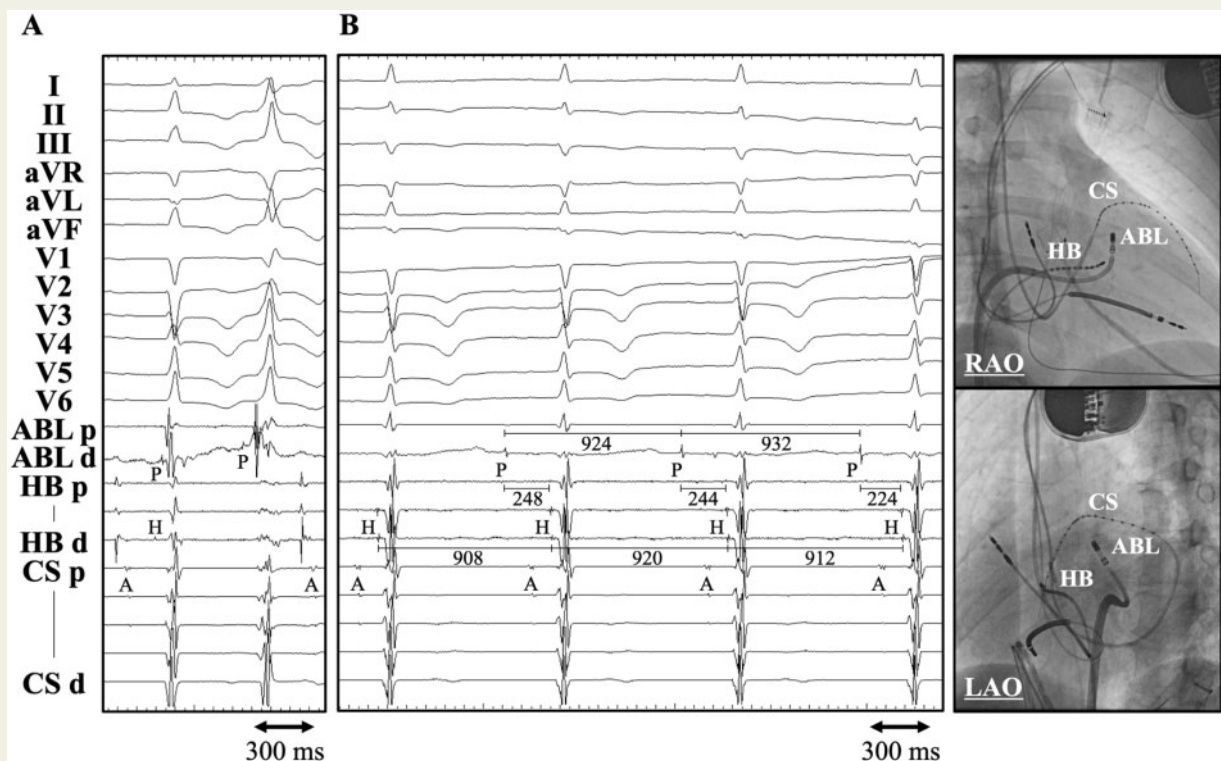 A
B
I
II
III
aVR
aVL
aVF
V1
V2
V3
V4
V5
V6
ABL p
ABL d
HB p
HB d
CS p
CS d
P P
H
A A
300 ms
924 932
P P P
248 244 224
H H H H
908 920 912
A A A A
300 ms
CS
HB ABL
RAO
CS
ABL
HB
LAO